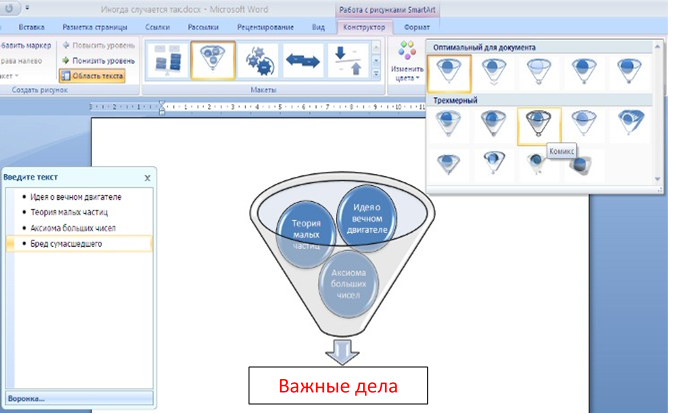 Иногда случается так.docx - Microsoft Word
Работа с рисунками SmartArt
Вставка Разметка страницы Ссылки Рассылки Рецензирование Вид Конструктор Формат
бавить маркер
Повысить уровень
рава налево
Понизить уровень
кет
Область текста
Создать рисунок
Макеты
Изменить
цвета
Оптимальный для документа
Трехмерный
Комикс
Введите текст
Идея о вечном двигателе
Теория малых частиц
Аксиома больших чисел
Бред сумасшедшего
Воронка...
Идея о
вечном
двигателе
Теория
малых
частиц
Аксиома
больших
чисел
Важные дела